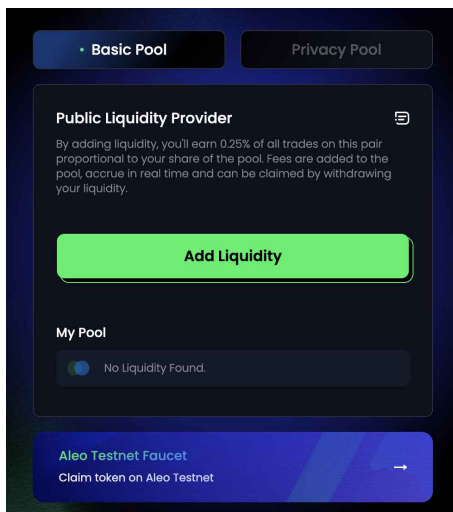 Basic Pool
Privacy Pool
Public Liquidity Provider
By adding liquidity, you'll earn 0.25% of all trades on this pair
proportional to your share of the pool. Fees are added to the
pool, accrue in real time and can be claimed by withdrawing
your liquidity.
Add Liquidity
My Pool
No Liquidity Found.
Aleo Testnet Faucet
Claim token on Aleo Testnet